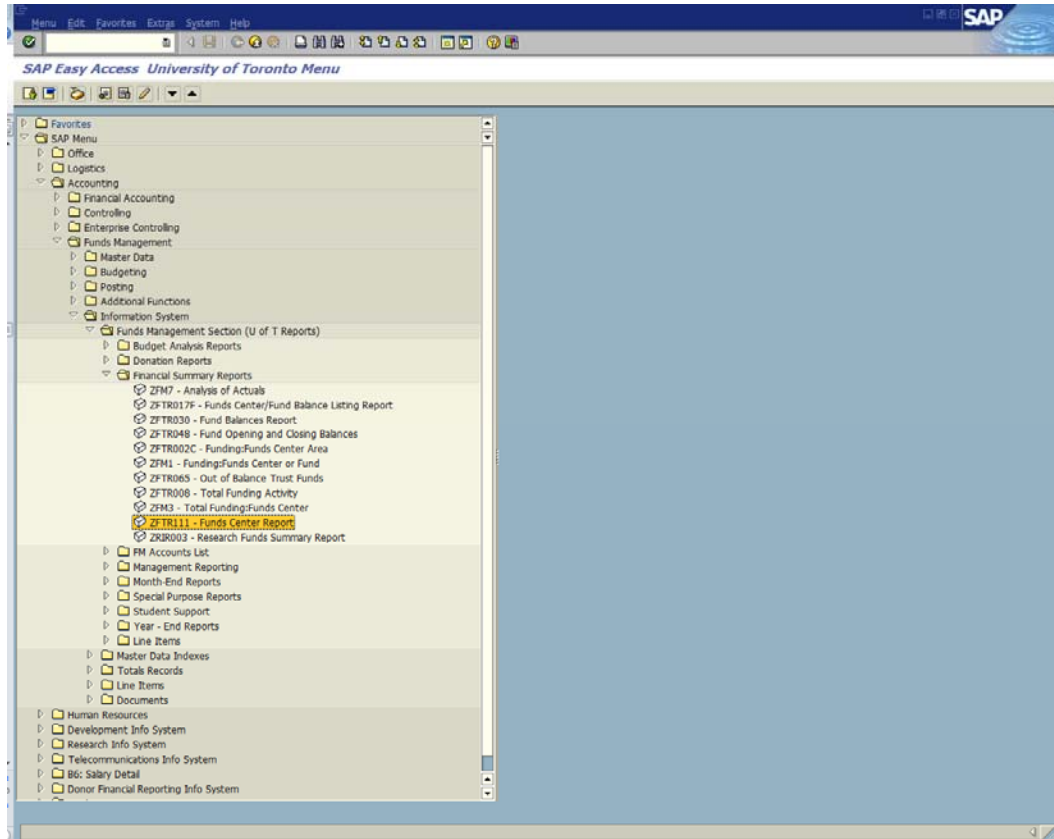 Menu Edit Favorites Extras System Help
SAP
SAP Easy Access University of Toronto Menu
Favorites
SAP Menu
Office
Logistics
Accounting
Financial Accounting
Controlling
Enterprise Controlling
Funds Management
Master Data
Budgeting
Posting
Additional Functions
Information System
Funds Management Section (U of T Reports)
Budget Analysis Reports
Donation Reports
Financial Summary Reports
ZFM7 - Analysis of Actuals
ZFTR017F - Funds Center/Fund Balance Listing Report
ZFTR030 - Fund Balances Report
ZFTR048 - Fund Opening and Closing Balances
ZFTR002C - Funding:Funds Center Area
ZFM1 - Funding:Funds Center or Fund
ZFTR065 - Out of Balance Trust Funds
ZFTR008 - Total Funding Activity
ZFM3 - Total Funding:Funds Center
ZFTR111 - Funds Center Report
ZRIR003 - Research Funds Summary Report
FM Accounts List
Management Reporting
Month-End Reports
Special Purpose Reports
Student Support
Year - End Reports
Line Items
Master Data Indexes
Totals Records
Line Items
Documents
Human Resources
Development Info System
Research Info System
Telecommunications Info System
B6: Salary Detail
Donor Financial Reporting Info System